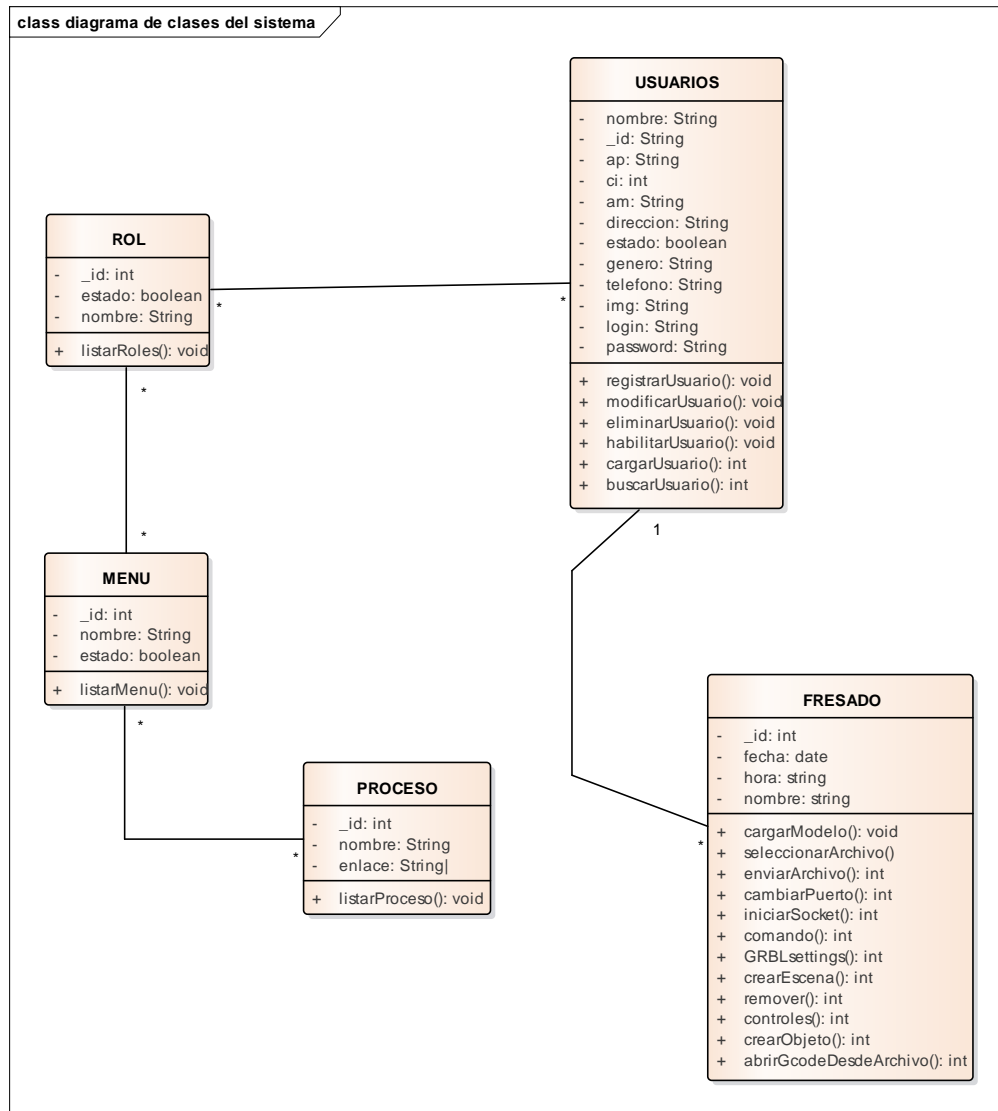 class diagrama de clases del sistema
USUARIOS
- nombre: String
- _id: String
- ap: String
- ci: int
- am: String
- direccion: String
- estado: boolean
- genero: String
- telefono: String
- img: String
- login: String
- password: String
+ registrarUsuario(): void
+ modificarUsuario(): void
+ eliminarUsuario(): void
+ habilitarUsuario(): void
+ cargarUsuario(): int
+ buscarUsuario(): int
ROL
- _id: int
- estado: boolean
- nombre: String
+ listarRoles(): void
*
*
*
*
1
MENU
- _id: int
- nombre: String
- estado: boolean
+ listarMenu(): void
*
PROCESO
- _id: int
- nombre: String
- enlace: String|
+ listarProceso(): void
*
FRESADO
- _id: int
- fecha: date
- hora: string
- nombre: string
+ cargarModelo(): void
+ seleccionarArchivo()
+ enviarArchivo(): int
+ cambiarPuerto(): int
+ iniciarSocket(): int
+ comando(): int
+ GRBLsettings(): int
+ crearEscena(): int
+ remover(): int
+ controles(): int
+ crearObjeto(): int
+ abrirGcodeDesdeArchivo(): int
*